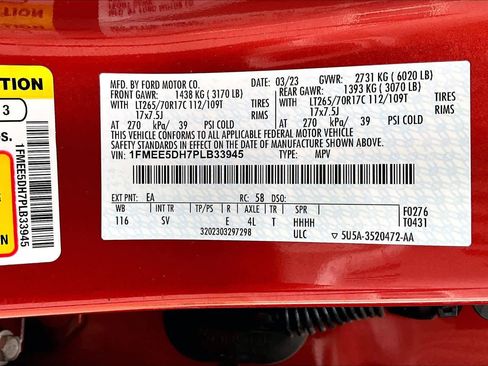 MFD. BY FORD MOTOR CO.
DATE: 03/23 GVWR: 2731 KG ( 6020 LB)
FRONT GAWR: 1438 KG ( 3170 LB) REAR GAWR: 1393 KG ( 3070 LB)
WITH LT265/70R17C 112/109T TIRES WITH LT265/70R17C 112/109T TIRES
17x7.5J RIMS 17x7.5J RIMS
AT 270 kPa/ 39 PSI COLD AT 270 kPa/ 39 PSI COLD
THIS VEHICLE CONFORMS TO ALL APPLICABLE FEDERAL MOTOR VEHICLE
SAFETY STANDARDS IN EFFECT ON THE DATE OF MANUFACTURE SHOWN ABOVE.
VIN: 1FMEE5DH7PLB33945 TYPE: MPV
EXT PNT: EA RC: 58 DSO:
WB INT TR TP/PS R AXLE TR SPR F0276
116 SV E 4L T HHHH T0431
3202303297298 ULC 5U5A-3520472-AA
TION
3
OS.
1FMEE5DH7PLB33945
ON